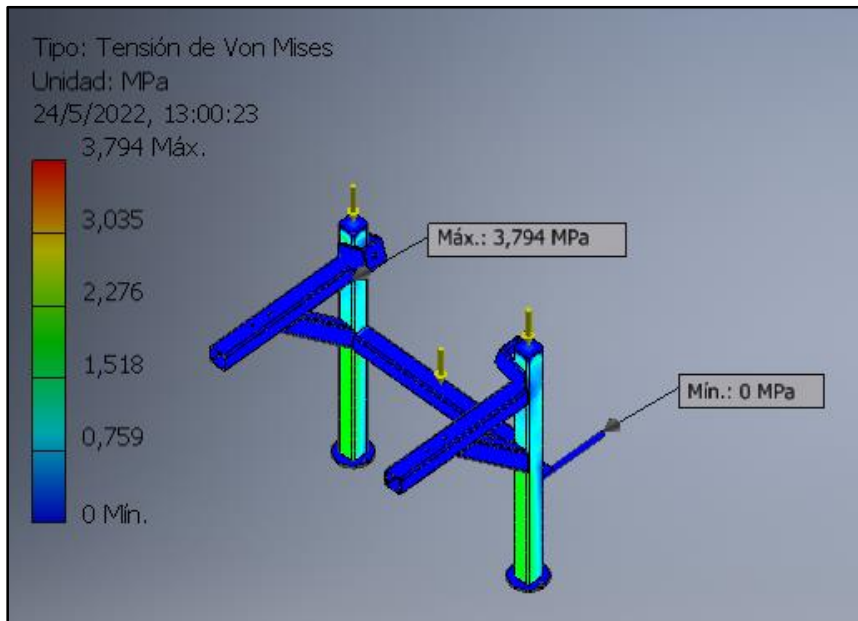 Tipo: Tensión de Von Mises
Unidad: MPa
24/5/2022, 13:00:23
3,794 Máx.
3,035
2,276
1,518
0,759
0 Mín.
Máx.: 3,794 MPa
Mín.: 0 MPa